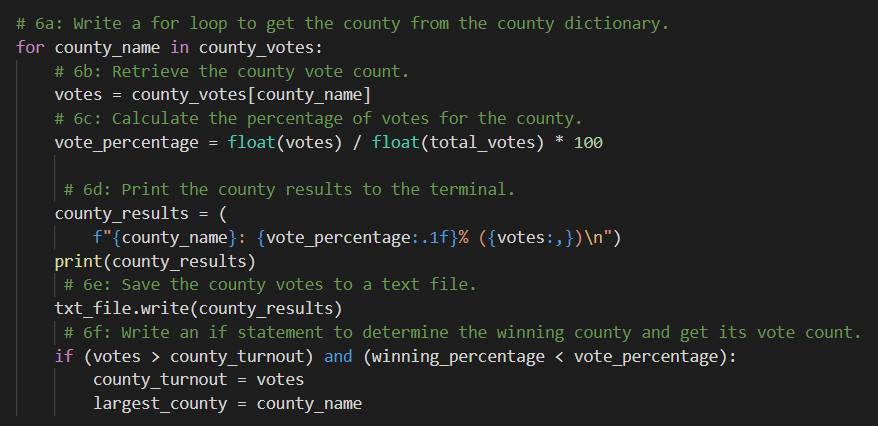 # 6a: Write a for loop to get the county from the county dictionary.
for county_name in county_votes:
    # 6b: Retrieve the county vote count.
    votes = county_votes[county_name]
    # 6c: Calculate the percentage of votes for the county.
    vote_percentage = float(votes) / float(total_votes) * 100

     # 6d: Print the county results to the terminal.
    county_results = (
        f"{county_name}: {vote_percentage:.1f}% ({votes:,})\n")
    print(county_results)
     # 6e: Save the county votes to a text file.
    txt_file.write(county_results)
     # 6f: Write an if statement to determine the winning county and get its vote count.
    if (votes > county_turnout) and (winning_percentage < vote_percentage):
        county_turnout = votes
        largest_county = county_name